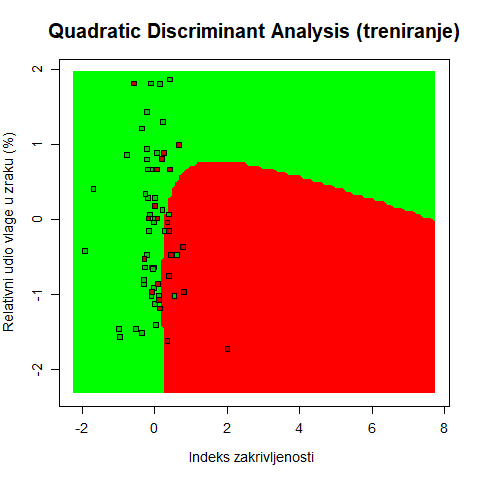 Quadratic Discriminant Analysis (treniranje)
Relativni udio vlage u zreku (%)
2
1
0
-1
-2
-2 0 2 4 6 8
Indeks zakrivljenosti